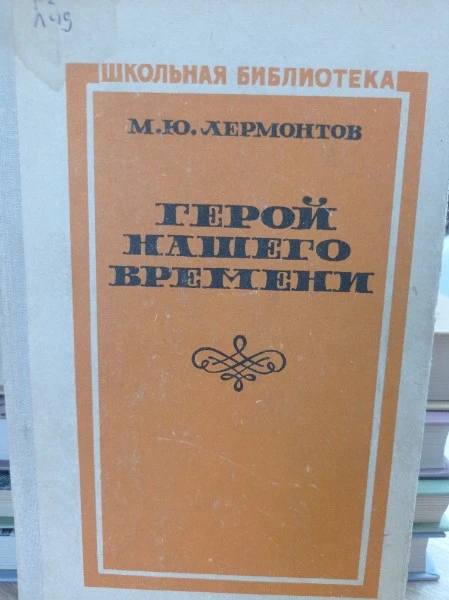 Л49
ШКОЛЬНАЯ БИБЛИОТЕКА
М.Ю. ЛЕРМОНТОВ
ГЕРОЙ
НАШЕГО
ВРЕМЕНИ